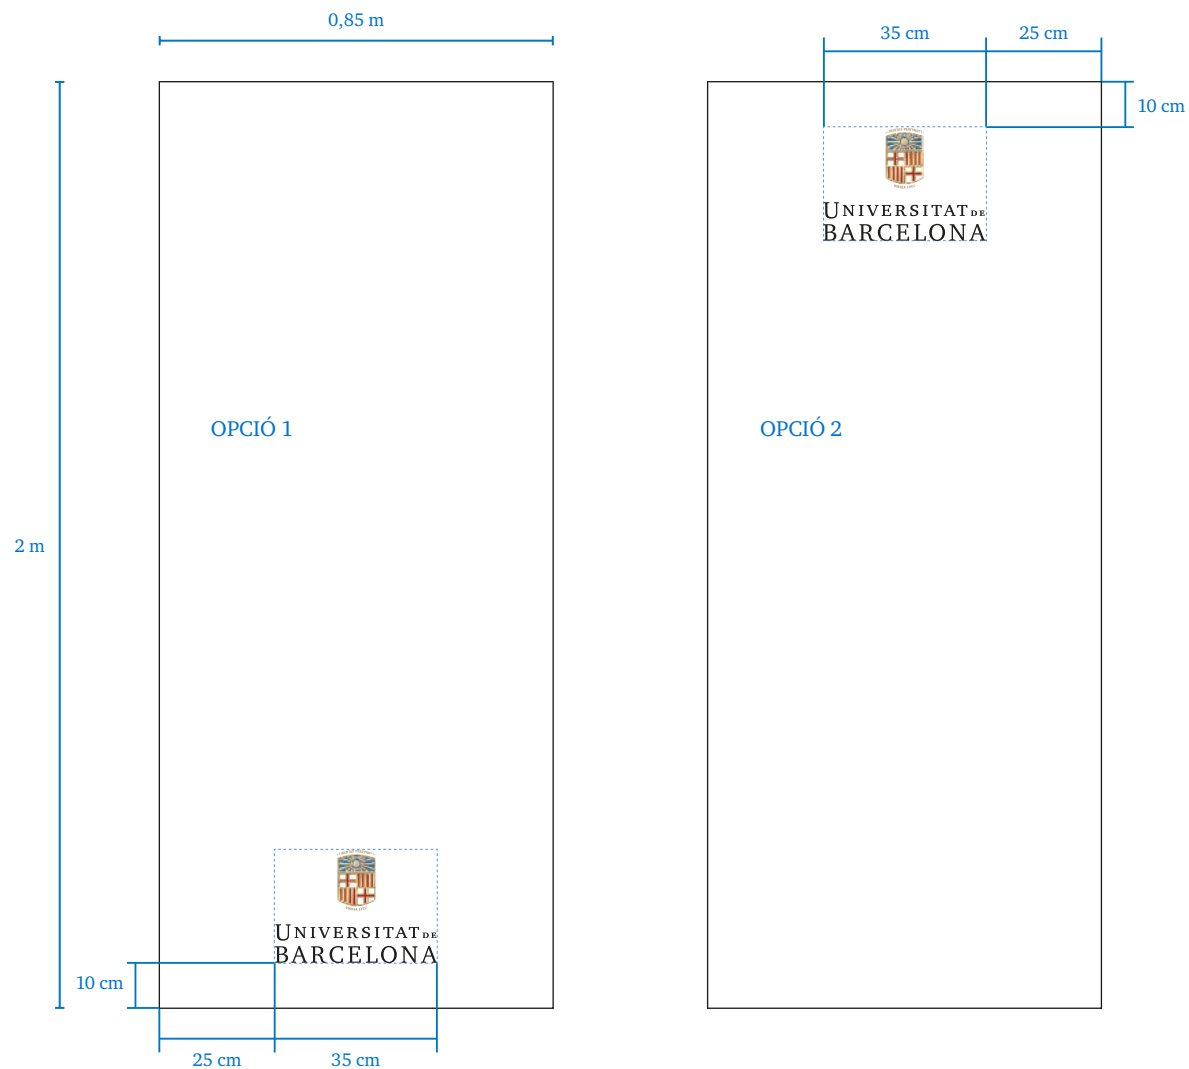 0,85 m
35 cm
25 cm
10 cm
UNIVERSITAT DE
BARCELONA
OPCIÓ 1
OPCIÓ 2
2 m
UNIVERSITAT DE
BARCELONA
10 cm
25 cm
35 cm